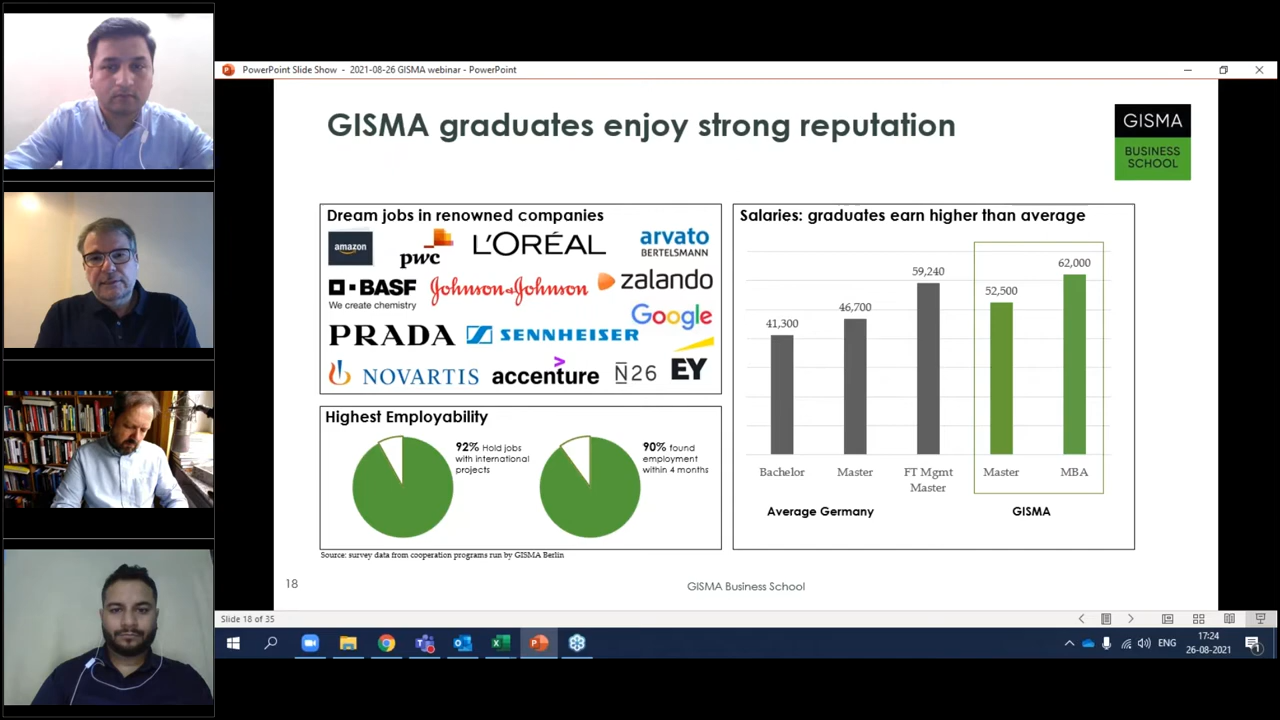 PowerPoint Slide Show - 2021-08-26 GISMA webinar - PowerPoint
GISMA graduates enjoy strong reputation
GISMA
BUSINESS
SCHOOL
Dream jobs in renowned companies
amazon
pwc
L'ORÉAL
arvato
BERTELSMANN
BASF
We create chemistry
Johnson & Johnson
zalando
Google
PRADA
SENNHEISER
NOVARTIS
accenture
N26
EY
Highest Employability
92% Hold jobs
with international
projects
90% found
employment
within 4 months
Source: survey data from cooperation programs run by GISMA Berlin
Salaries: graduates earn higher than average
41,300
46,700
59,240
52,500
62,000
Bachelor
Master
FT Mgmt
Master
Master
MBA
Average Germany
GISMA
18
GISMA Business School
Slide 18 of 35
ENG
17:24
26-08-2021
1